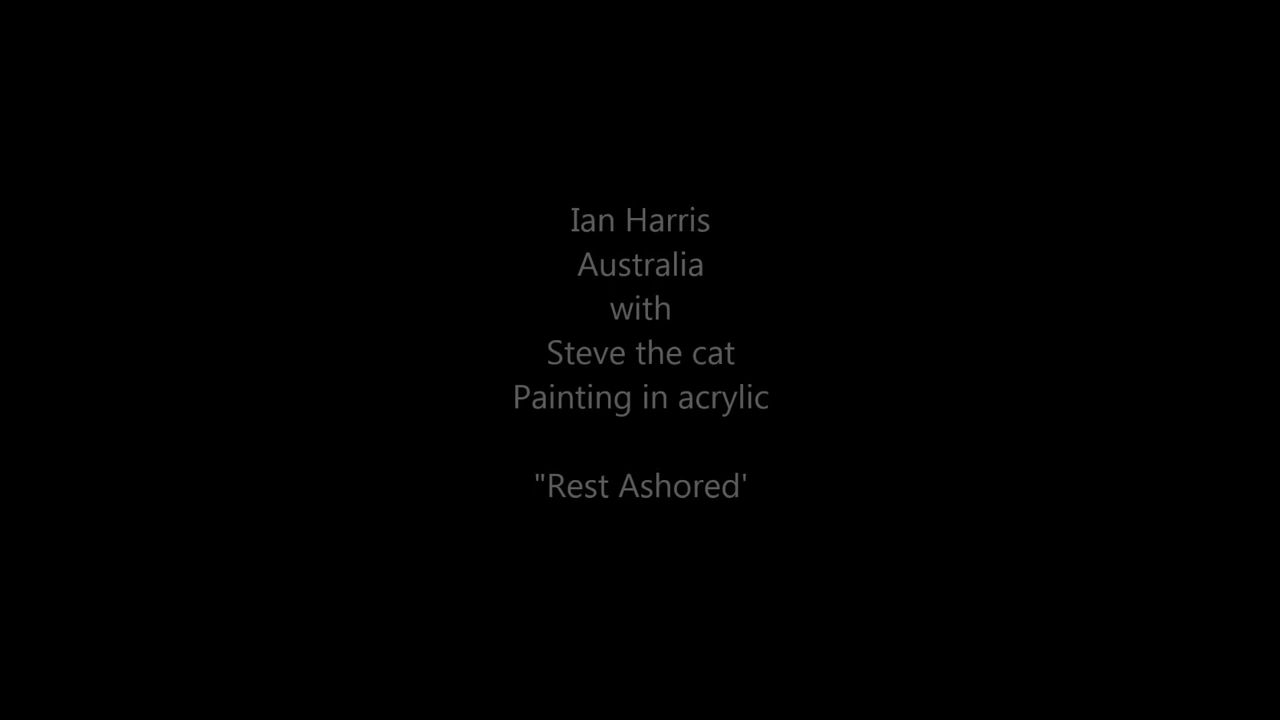 Ian Harris
Australia
with
Steve the cat
Painting in acrylic
"Rest Ashored'